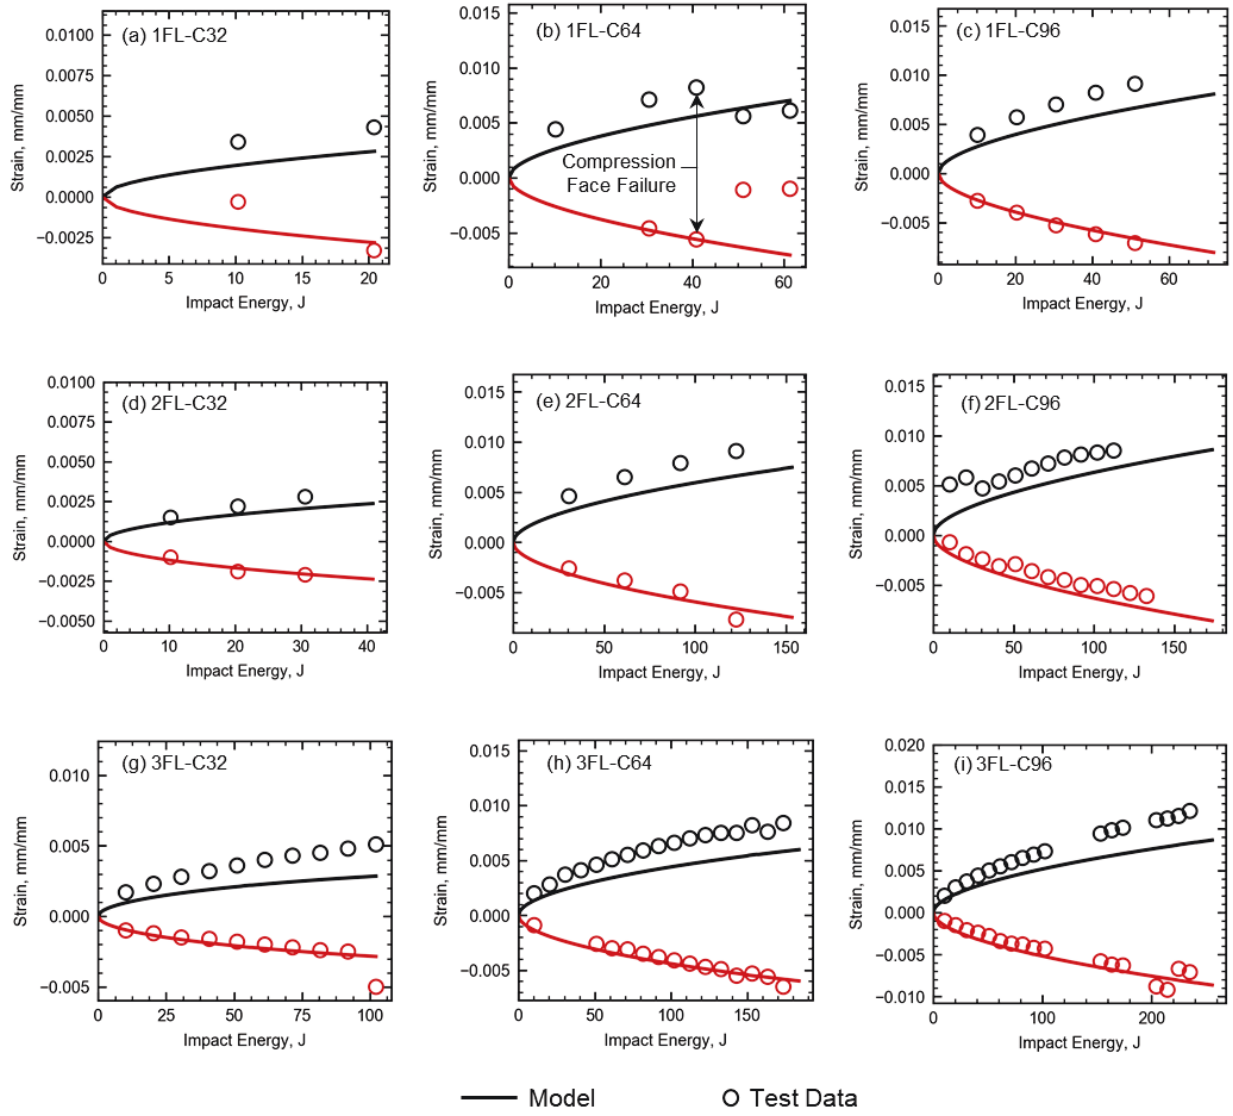 (a) 1FL-C32
0.0100
0.0075
0.0050
0.0025
0.0000
−0.0025
Strain, mm/mm
0 5 10 15 20
Impact Energy, J
(b) 1FL-C64
0.015
0.010
0.005
0.000
−0.005
Strain, mm/mm
Compression
Face Failure
0 20 40 60
Impact Energy, J
(c) 1FL-C96
0.015
0.010
0.005
0.000
−0.005
Strain, mm/mm
0 20 40 60
Impact Energy, J
(d) 2FL-C32
0.0100
0.0075
0.0050
0.0025
0.0000
−0.0025
−0.0050
Strain, mm/mm
0 10 20 30 40
Impact Energy, J
(e) 2FL-C64
0.015
0.010
0.005
0.000
−0.005
Strain, mm/mm
0 50 100 150
Impact Energy, J
(f) 2FL-C96
0.015
0.010
0.005
0.000
−0.005
Strain, mm/mm
0 50 100 150
Impact Energy, J
(g) 3FL-C32
0.010
0.005
0.000
−0.005
Strain, mm/mm
0 25 50 75 100
Impact Energy, J
(h) 3FL-C64
0.015
0.010
0.005
0.000
−0.005
Strain, mm/mm
0 50 100 150
Impact Energy, J
(i) 3FL-C96
0.020
0.015
0.010
0.005
0.000
−0.005
−0.010
Strain, mm/mm
0 100 200
Impact Energy, J
Model
Test Data